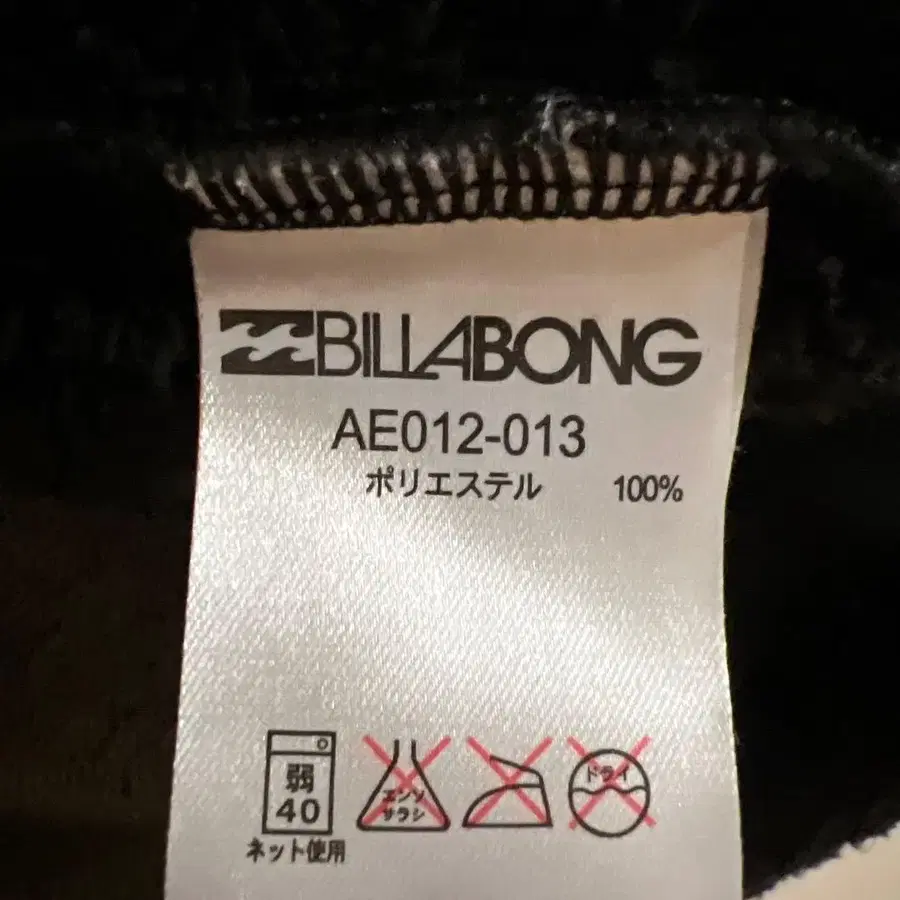 BILLABONG
AE012-013
ポリエステル 100%
弱
40
エンソ
サラシ
ドライ
ネット使用